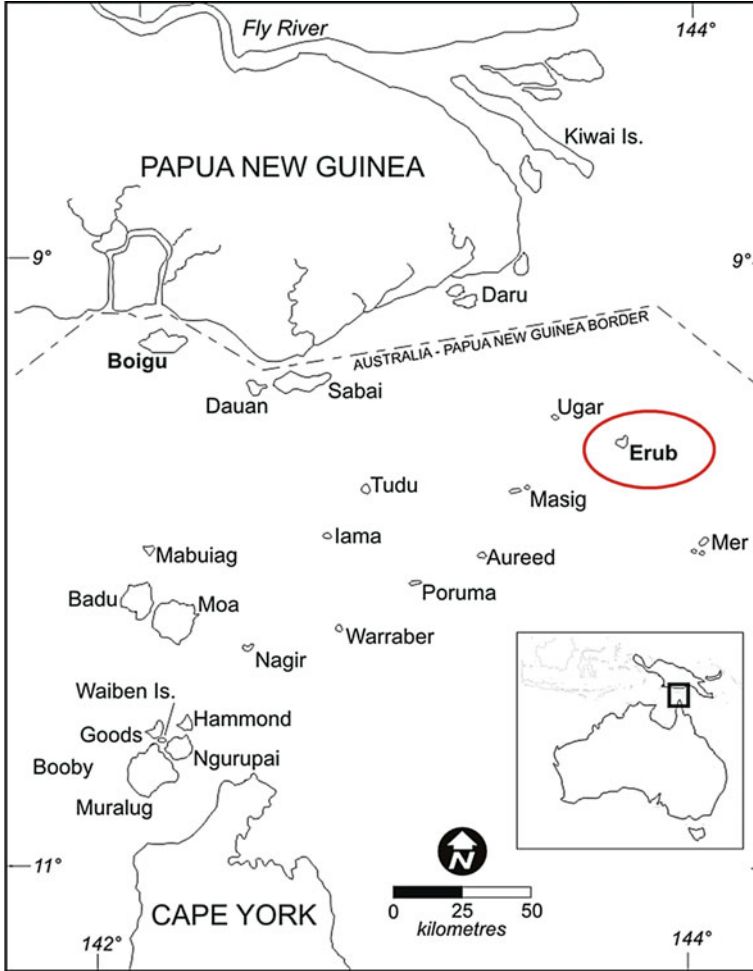 Fly River
144°
Kiwai Is.
PAPUA NEW GUINEA
9°
9°
Daru
AUSTRALIA - PAPUA NEW GUINEA BORDER
Boigu
Dauan
Sabai
Ugar
Erub
Tudu
Masig
Iama
Mer
Mabuiag
Aureed
Badu
Moa
Poruma
Warraber
Nagir
Waiben Is.
Hammond
Goods
Ngurupai
Booby
Muralug
N
11°
0 25 50
kilometres
CAPE YORK
142°
144°